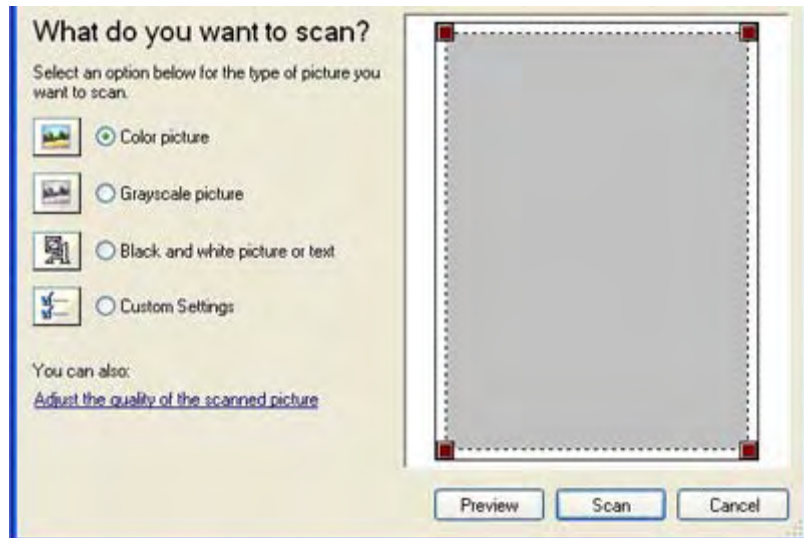 What do you want to scan?
Select an option below for the type of picture you
want to scan.
Color picture
Grayscale picture
Black and white picture or text
Custom Settings
You can also:
Adjust the quality of the scanned picture
Preview
Scan
Cancel